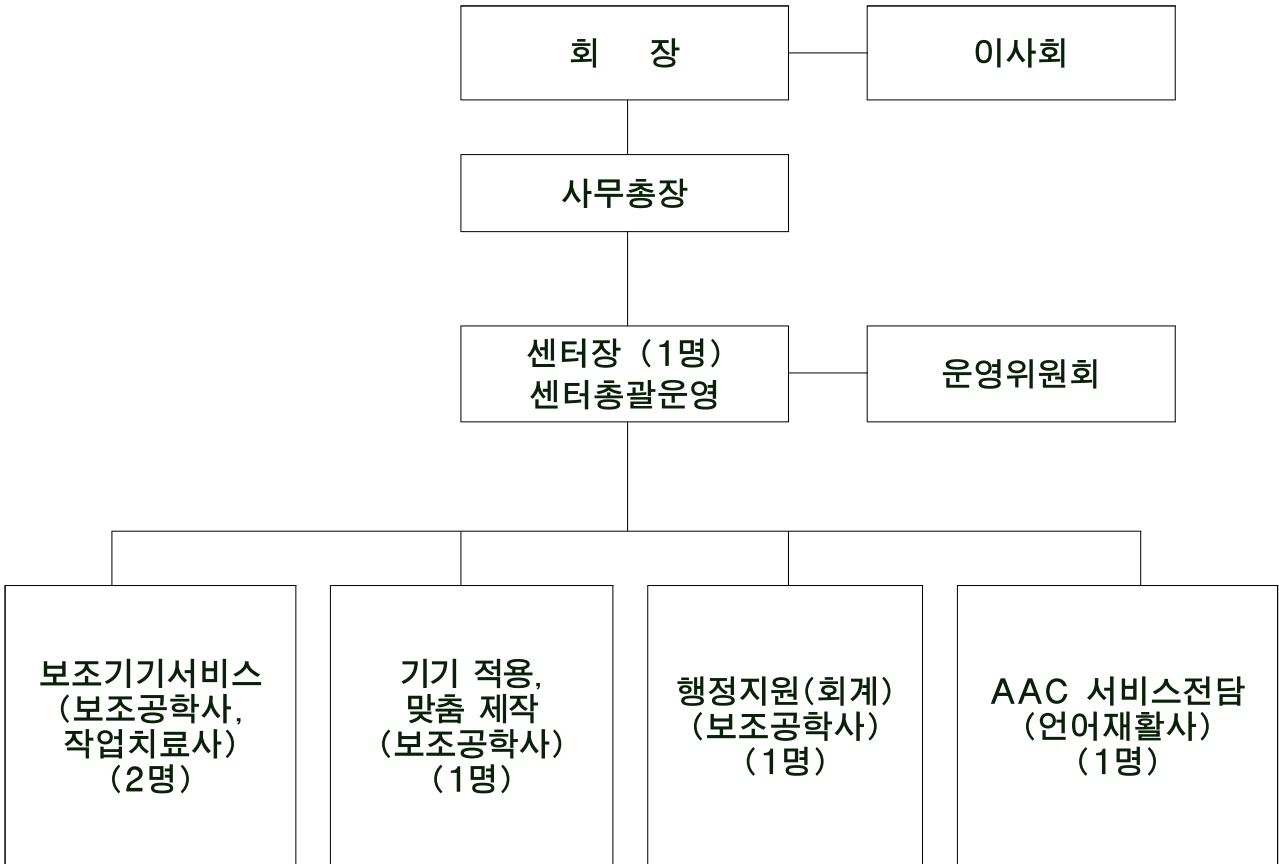 회 장
이사회
사무총장
센터장 (1명)
센터총괄운영
운영위원회
보조기기서비스
(보조공학사,
작업치료사)
(2명)
기기 적용,
맞춤 제작
(보조공학사)
(1명)
행정지원(회계)
(보조공학사)
(1명)
AAC 서비스전담
(언어재활사)
(1명)